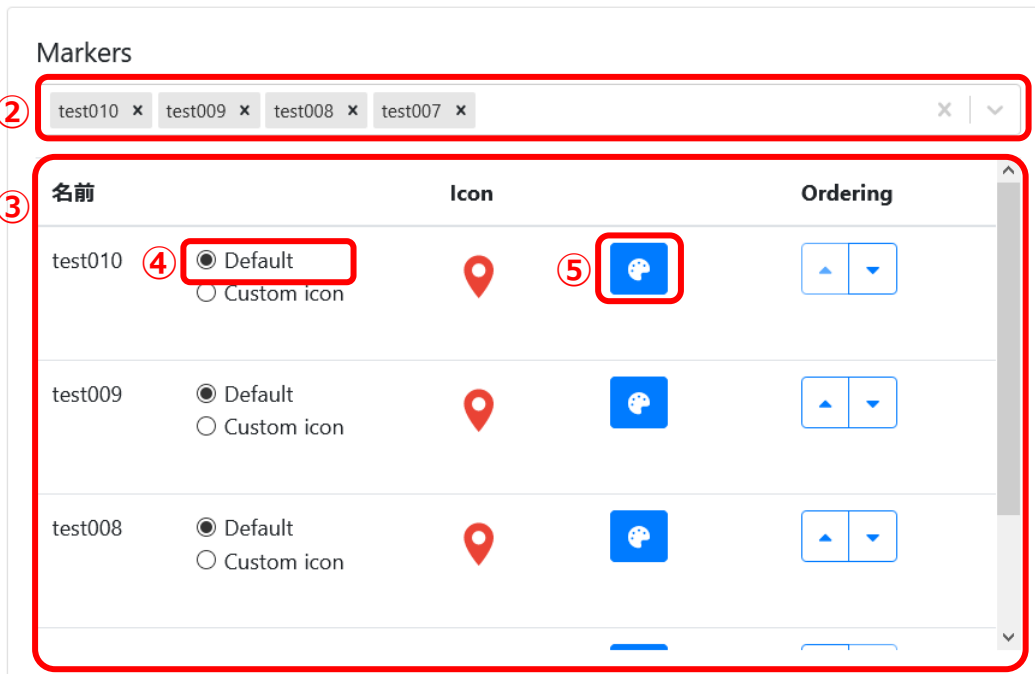 Markers
② test010 × test009 × test008 × test007 ×
③
名前 Icon Ordering
test010 ④ Default ⑤
Custom icon
test009 Default
Custom icon
test008 Default
Custom icon